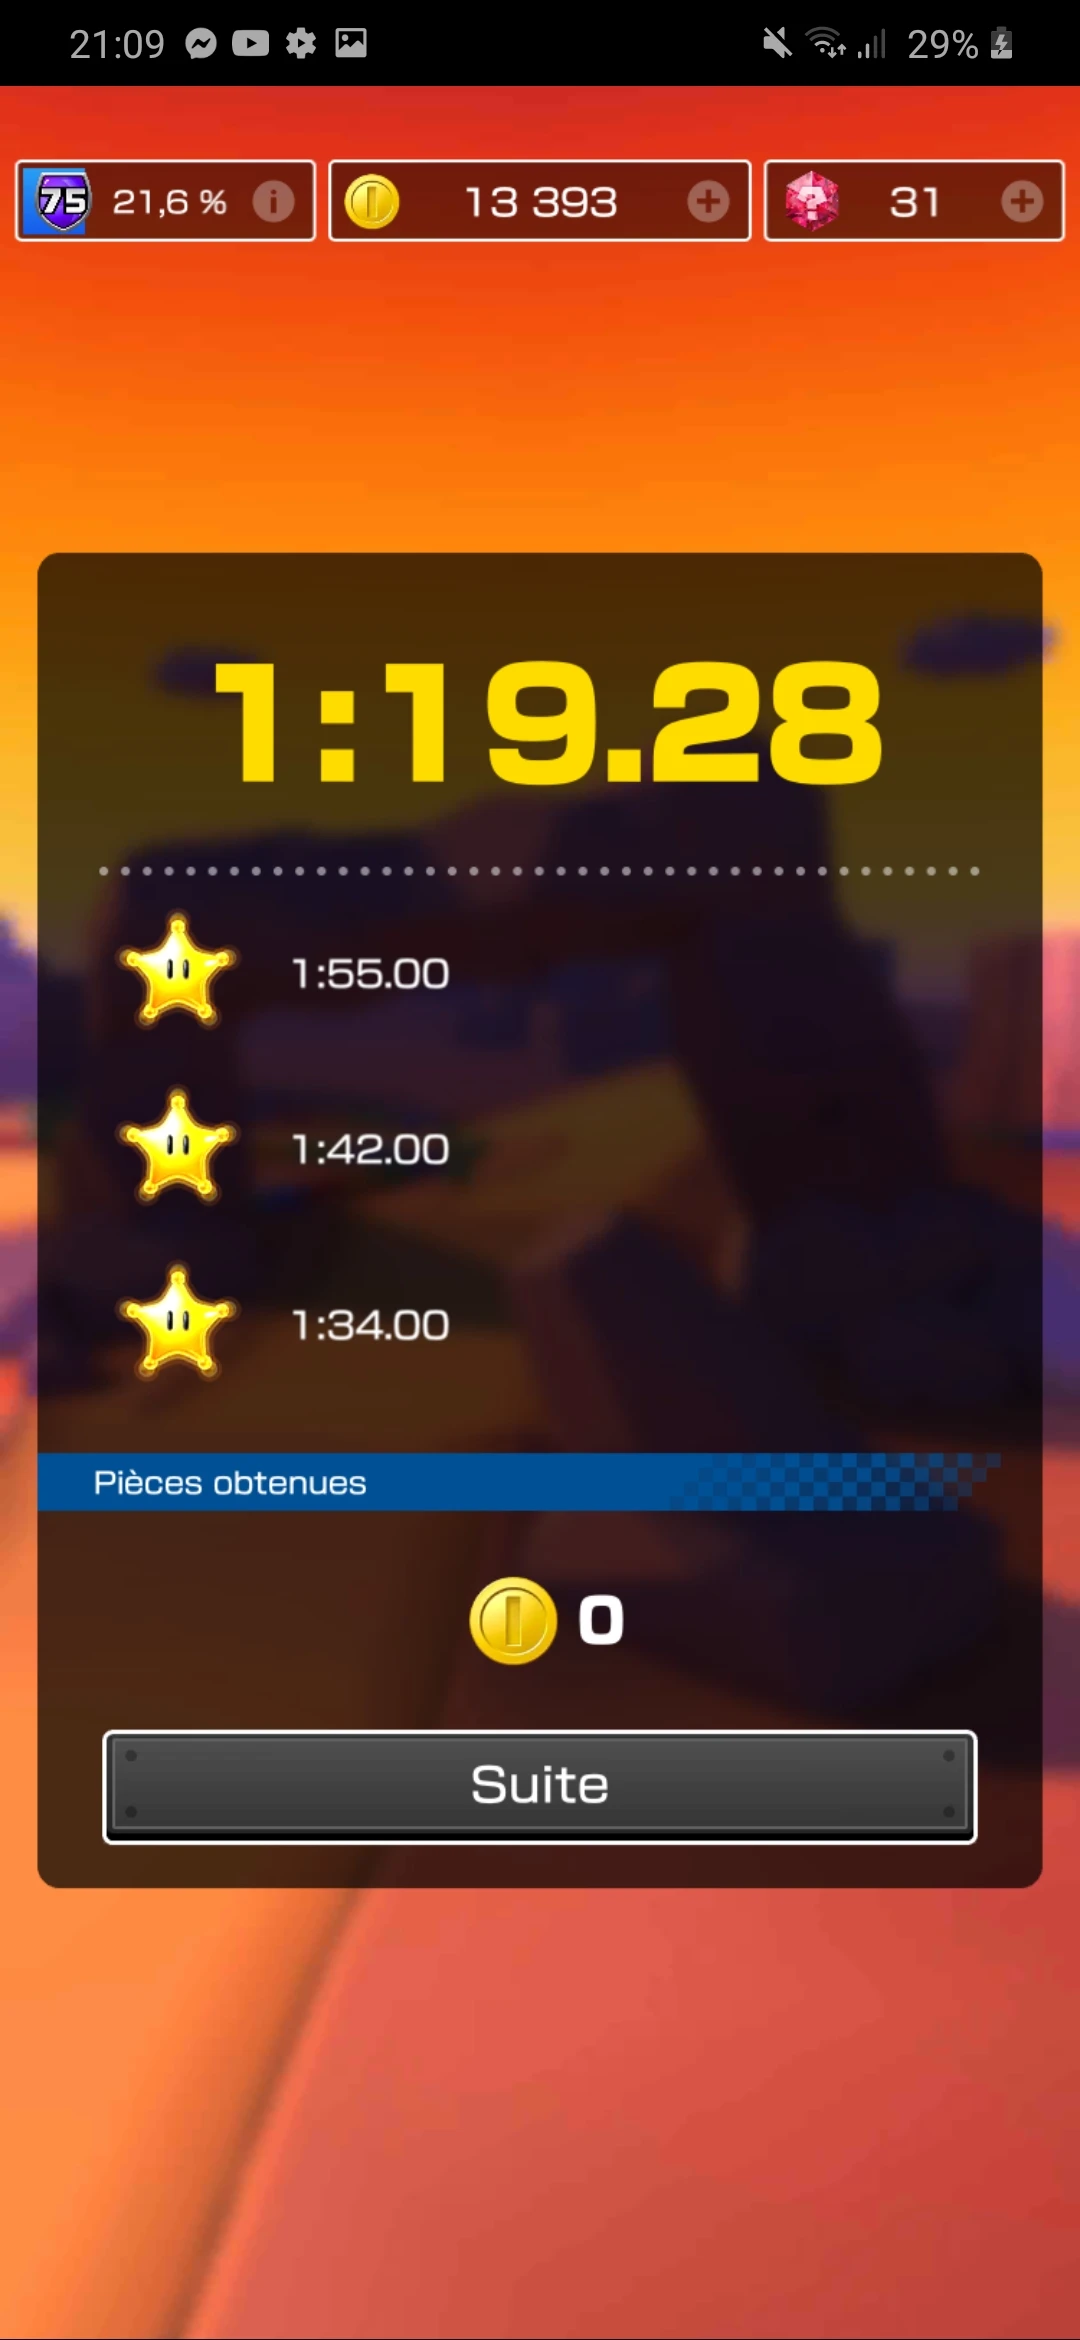 21:09
29%
75 21,6 % i
13 393 +
? 31 +
1:19.28
1:55.00
1:42.00
1:34.00
Pièces obtenues
0
Suite